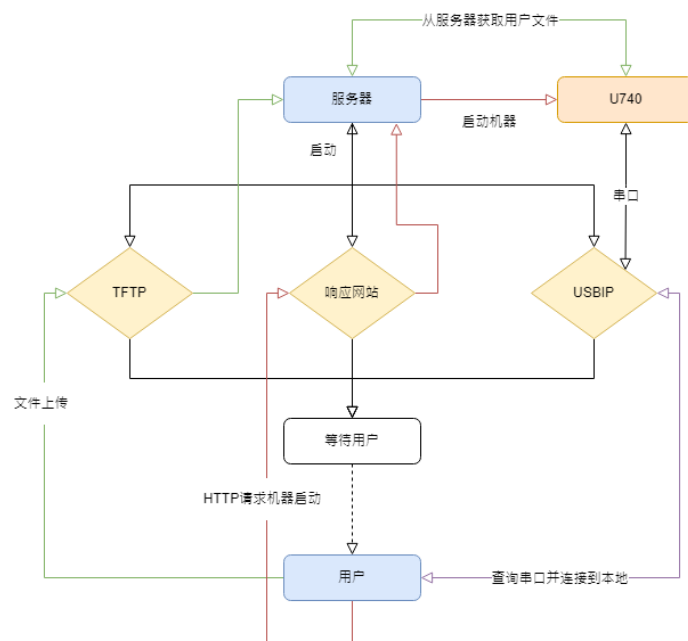 从服务器获取用户文件
服务器
U740
启动机器
启动
串口
TFTP
响应网站
USBIP
文件上传
等待用户
HTTP请求机器启动
用户
查询串口并连接到本地